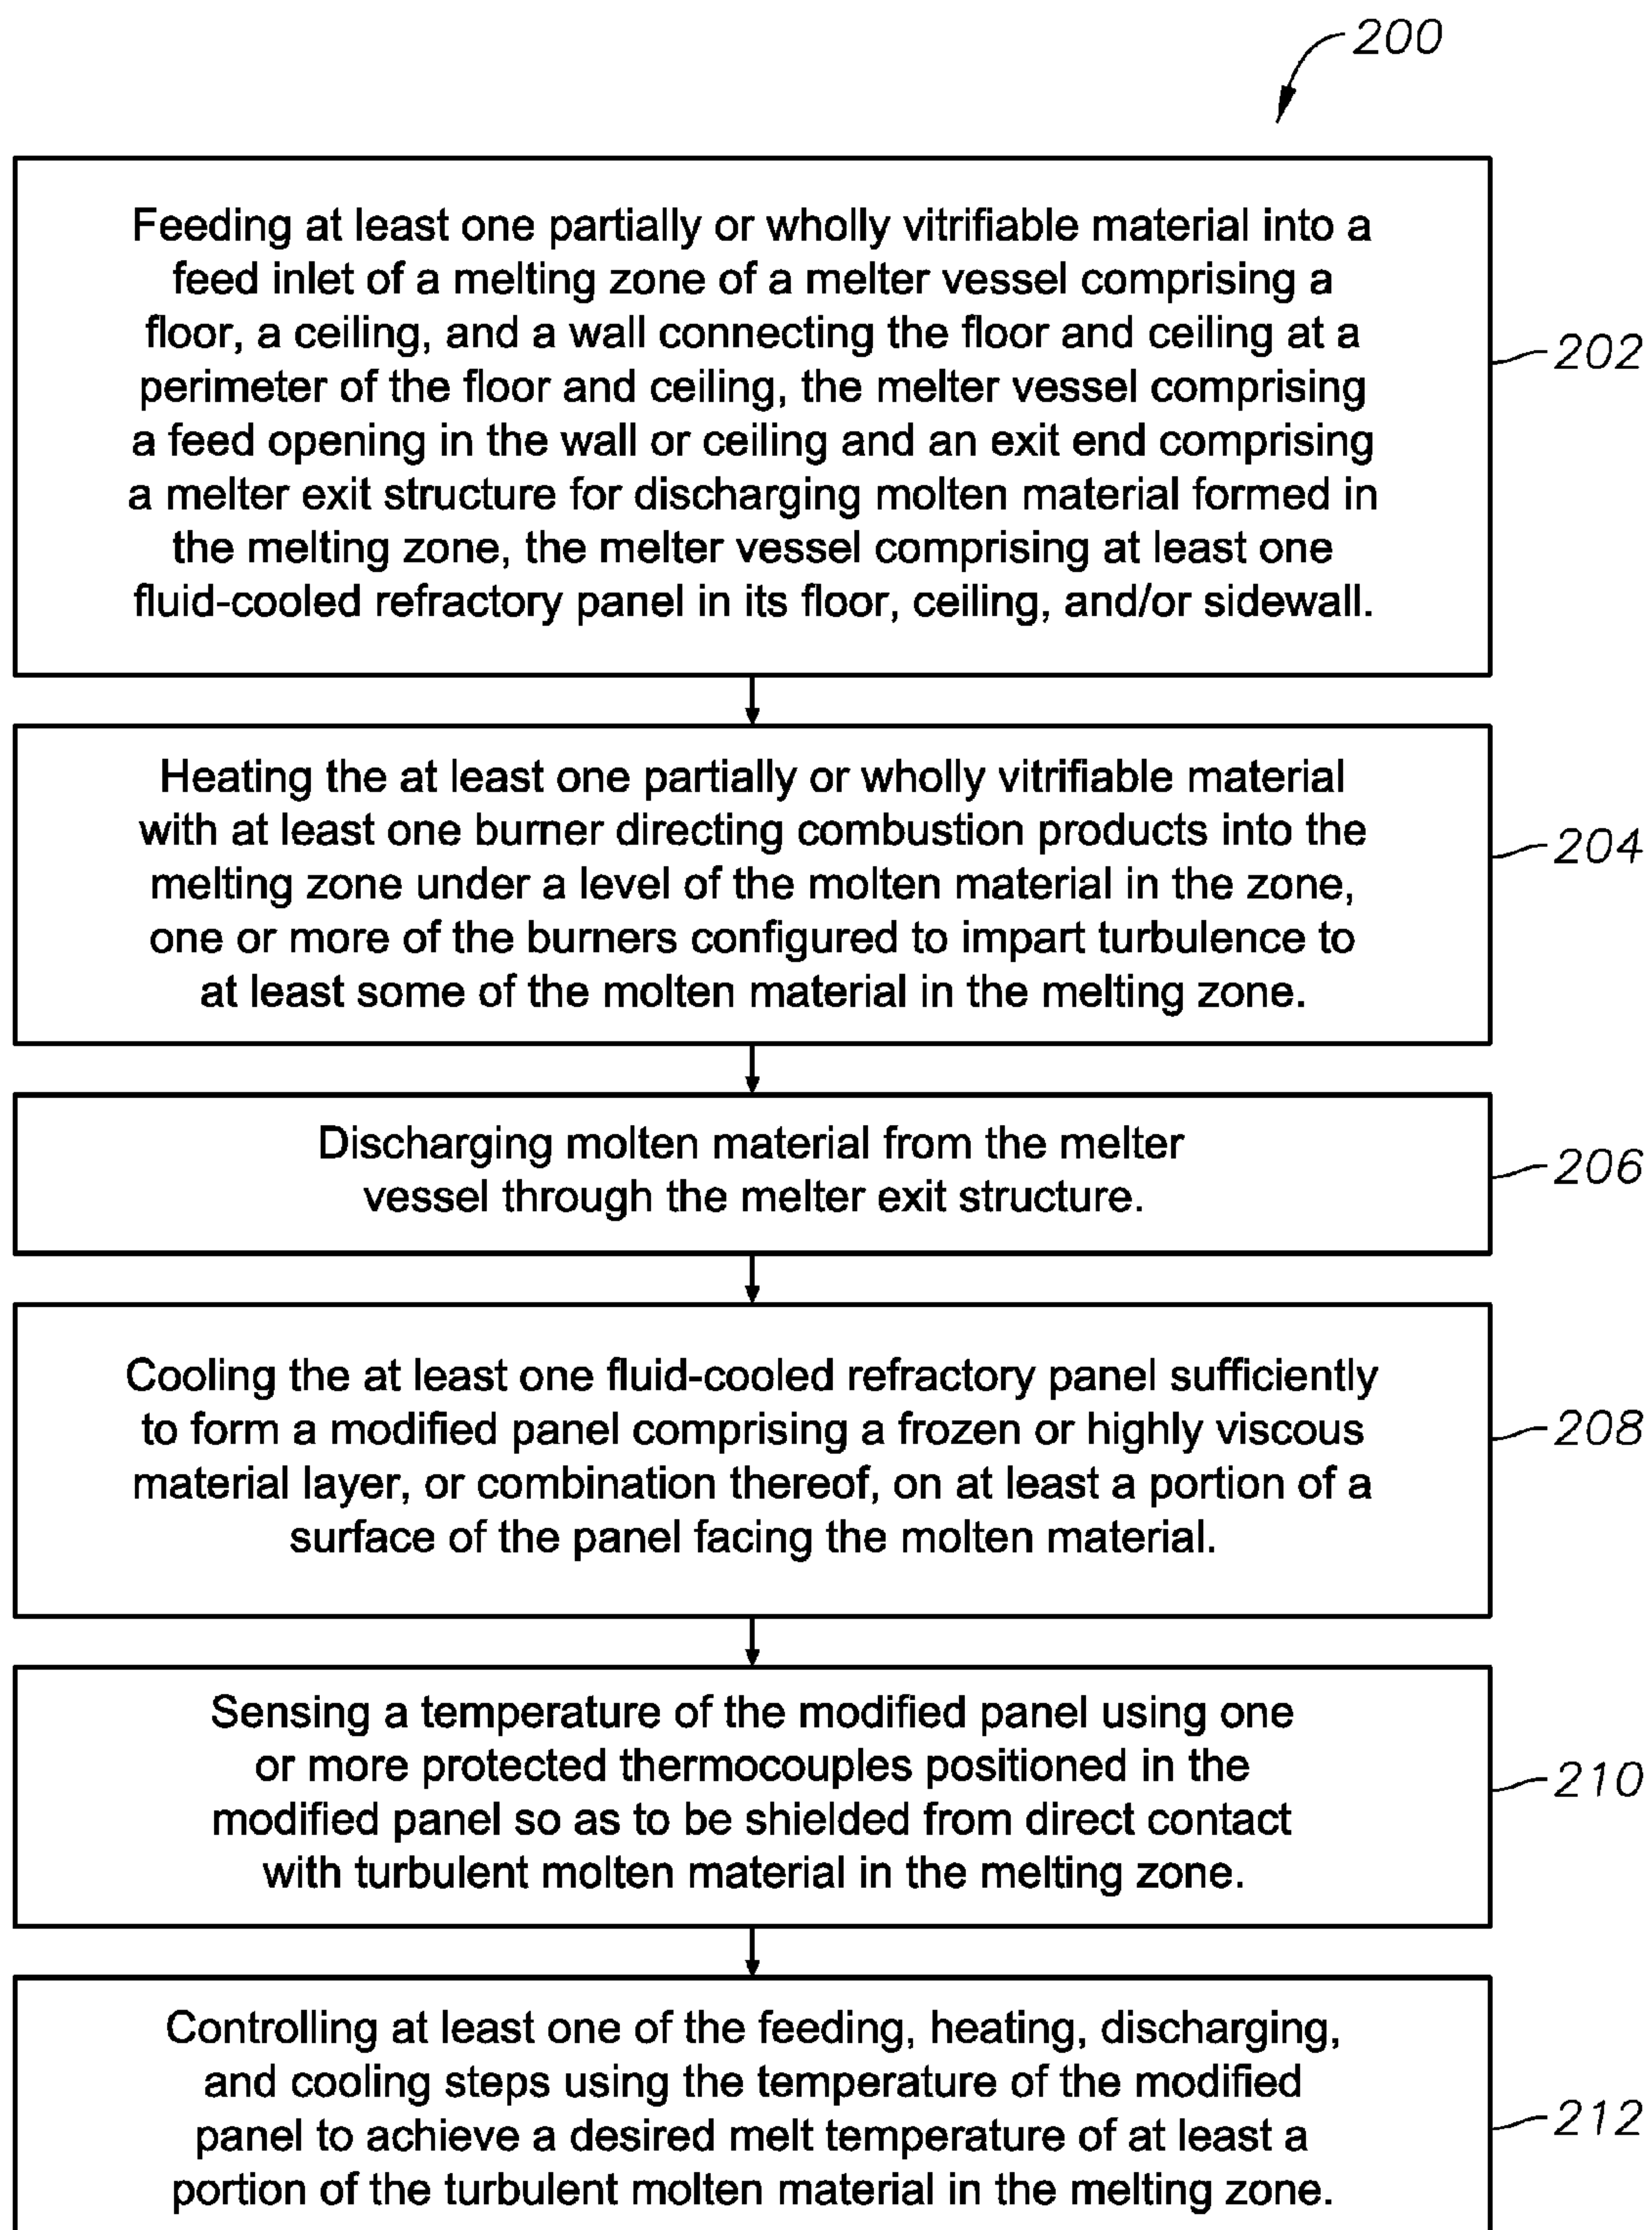 200
Feeding at least one partially or wholly vitrifiable material into a
feed inlet of a melting zone of a melter vessel comprising a
floor, a ceiling, and a wall connecting the floor and ceiling at a
perimeter of the floor and ceiling, the melter vessel comprising
a feed opening in the wall or ceiling and an exit end comprising
a melter exit structure for discharging molten material formed in
the melting zone, the melter vessel comprising at least one
fluid-cooled refractory panel in its floor, ceiling, and/or sidewall.
202
Heating the at least one partially or wholly vitrifiable material
with at least one burner directing combustion products into the
melting zone under a level of the molten material in the zone,
one or more of the burners configured to impart turbulence to
at least some of the molten material in the melting zone.
204
Discharging molten material from the melter
vessel through the melter exit structure.
206
Cooling the at least one fluid-cooled refractory panel sufficiently
to form a modified panel comprising a frozen or highly viscous
material layer, or combination thereof, on at least a portion of a
surface of the panel facing the molten material.
208
Sensing a temperature of the modified panel using one
or more protected thermocouples positioned in the
modified panel so as to be shielded from direct contact
with turbulent molten material in the melting zone.
210
Controlling at least one of the feeding, heating, discharging,
and cooling steps using the temperature of the modified
panel to achieve a desired melt temperature of at least a
portion of the turbulent molten material in the melting zone.
212